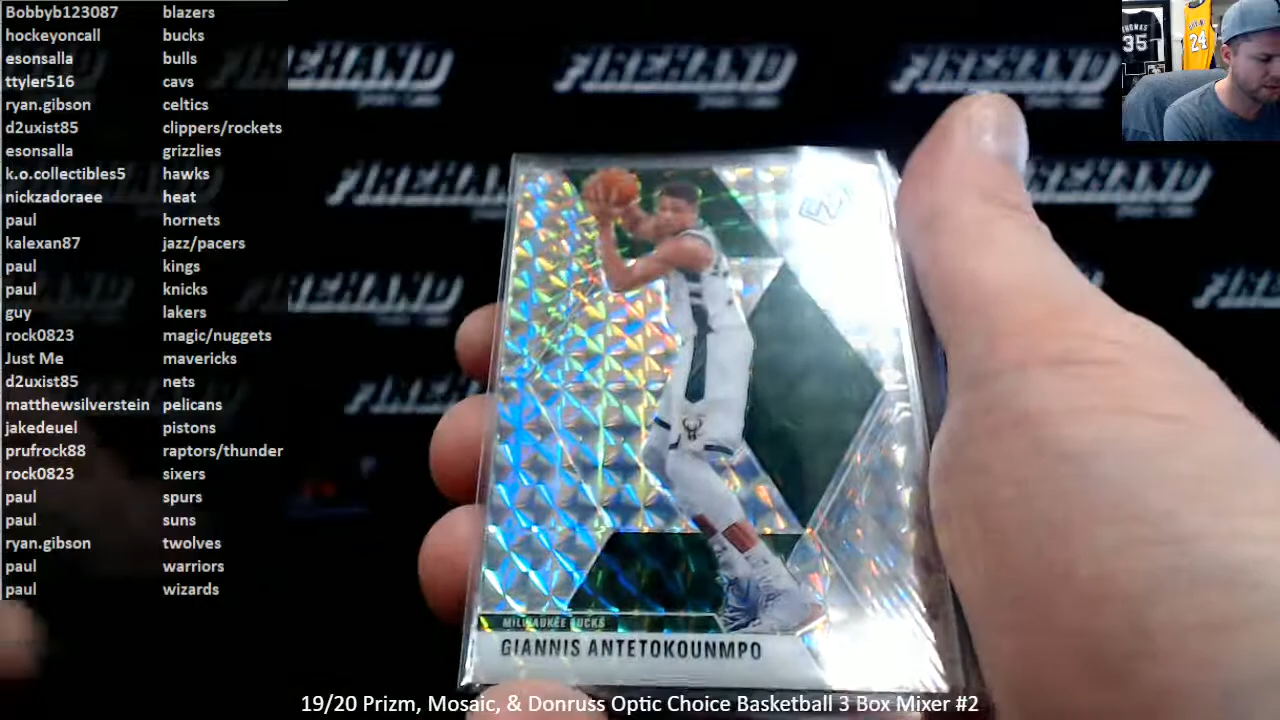 Bobbyb123087 blazers
hockeyoncall bucks
esonsalla bulls
ttyler516 cavs
ryan.gibson celtics
d2uxist85 clippers/rockets
esonsalla grizzlies
k.o.collectibles5 hawks
nickzadoraee heat
paul hornets
kalexan87 jazz/pacers
paul kings
paul knicks
guy lakers
rock0823 magic/nuggets
Just Me mavericks
d2uxist85 nets
matthewsilverstein pelicans
jakedeuel pistons
prufrock88 raptors/thunder
rock0823 sixers
paul spurs
paul suns
ryan.gibson twolves
paul warriors
paul wizards
FIREHAND FIREHAND FIREHAND
FIREHAND FIREHAND
FIREHAND
THOMAS
35
24
MILWAUKEE BUCKS
GIANNIS ANTETOKOUNMPO
19/20 Prizm, Mosaic, & Donruss Optic Choice Basketball 3 Box Mixer #2